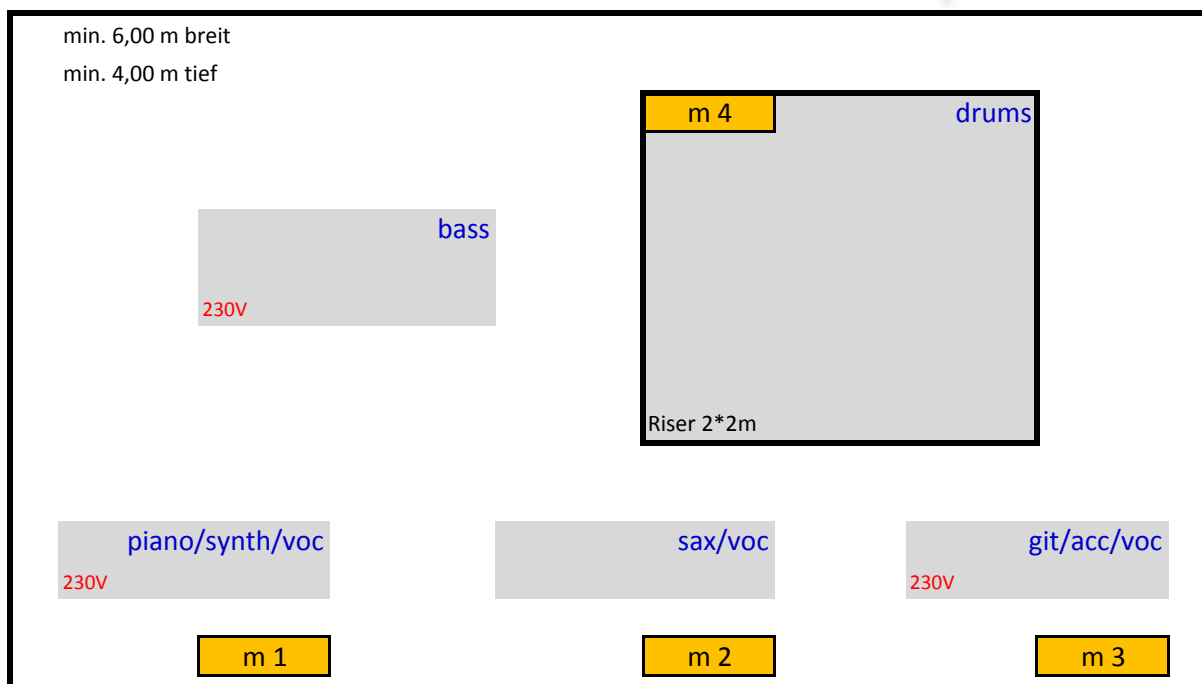 min. 6,00 m breit
min. 4,00 m tief
m 4
drums
bass
230V
Riser 2*2m
piano/synth/voc
230V
sax/voc
git/acc/voc
230V
m 1
m 2
m 3